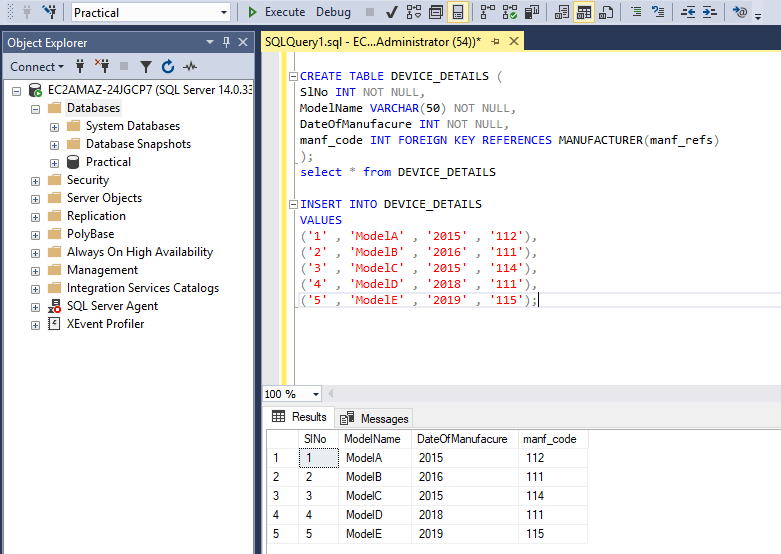 Practical Execute Debug
Object Explorer
SQLQuery1.sql - EC...Administrator (54))*
Connect
EC2AMAZ-24JGCP7 (SQL Server 14.0.33
Databases
System Databases
Database Snapshots
Practical
Security
Server Objects
Replication
PolyBase
Always On High Availability
Management
Integration Services Catalogs
SQL Server Agent
XEvent Profiler
CREATE TABLE DEVICE_DETAILS (
SlNo INT NOT NULL,
ModelName VARCHAR(50) NOT NULL,
DateOfManufacure INT NOT NULL,
manf_code INT FOREIGN KEY REFERENCES MANUFACTURER(manf_refs)
);
select * from DEVICE_DETAILS
INSERT INTO DEVICE_DETAILS
VALUES
('1' , 'ModelA' , '2015' , '112'),
('2' , 'ModelB' , '2016' , '111'),
('3' , 'ModelC' , '2015' , '114'),
('4' , 'ModelD' , '2018' , '111'),
('5' , 'ModelE' , '2019' , '115');
100 %
Results Messages
SlNo ModelName DateOfManufacure manf_code
1 1 ModelA 2015 112
2 2 ModelB 2016 111
3 3 ModelC 2015 114
4 4 ModelD 2018 111
5 5 ModelE 2019 115